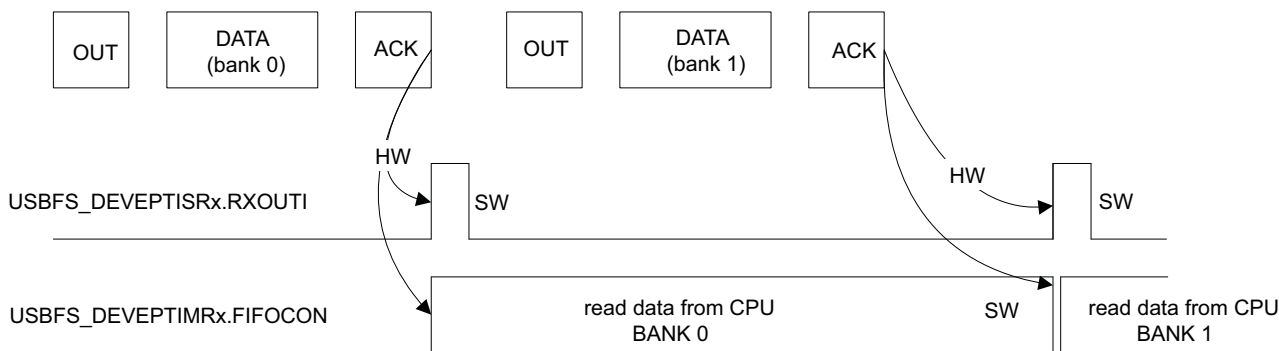 OUT
DATA
(bank 0)
ACK
OUT
DATA
(bank 1)
ACK
HW
HW
USBFS_DEVEPTISRx.RXOUTI
SW
SW
USBFS_DEVEPTIMRx.FIFOCON
read data from CPU
BANK 0
SW
read data from CPU
BANK 1